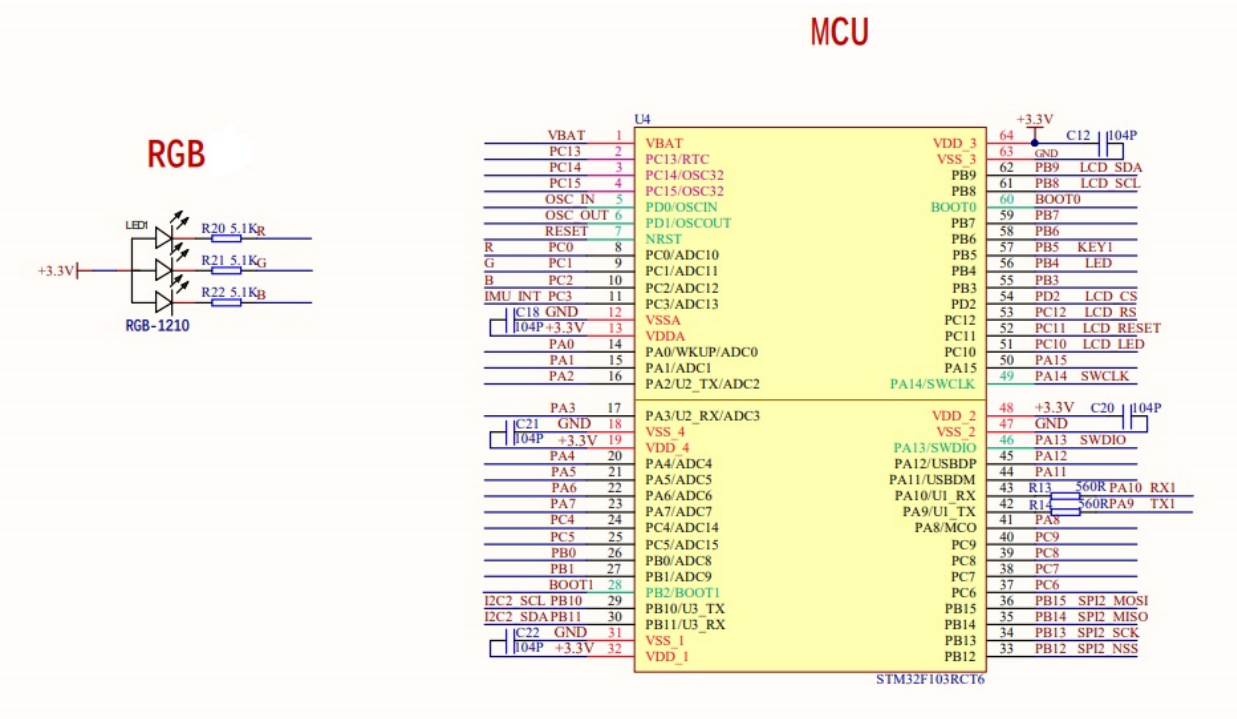 MCU
RGB
LED1
R20 5.1K R
+3.3V
R21 5.1K G
R22 5.1K B
RGB-1210
U4
VBAT 1 VBAT
PC13 2 PC13/RTC
PC14 3 PC14/OSC32
PC15 4 PC15/OSC32
OSC IN 5 PD0/OSCIN
OSC OUT 6 PD1/OSCOUT
RESET 7 NRST
R PC0 8 PC0/ADC10
G PC1 9 PC1/ADC11
B PC2 10 PC2/ADC12
IMU INT PC3 11 PC3/ADC13
C18 GND 12 VSSA
104P +3.3V 13 VDDA
PA0 14 PA0/WKUP/ADC0
PA1 15 PA1/ADC1
PA2 16 PA2/U2_TX/ADC2
PA3 17 PA3/U2_RX/ADC3
C21 GND 18 VSS_4
104P +3.3V 19 VDD_4
PA4 20 PA4/ADC4
PA5 21 PA5/ADC5
PA6 22 PA6/ADC6
PA7 23 PA7/ADC7
PC4 24 PC4/ADC14
PC5 25 PC5/ADC15
PB0 26 PB0/ADC8
PB1 27 PB1/ADC9
BOOT1 28 PB2/BOOT1
I2C2 SCL PB10 29 PB10/U3_TX
I2C2 SDA PB11 30 PB11/U3_RX
C22 GND 31 VSS_1
104P +3.3V 32 VDD_1
+3.3V
VDD_3 64 C12 104P
VSS_3 63 GND
PB9 62 PB9 LCD SDA
PB8 61 PB8 LCD SCL
BOOT0 60 BOOT0
PB7 59 PB7
PB6 58 PB6
PB5 57 PB5 KEY1
PB4 56 PB4 LED
PB3 55 PB3
PD2 54 PD2 LCD CS
PC12 53 PC12 LCD RS
PC11 52 PC11 LCD RESET
PC10 51 PC10 LCD LED
PA15 50 PA15
PA14/SWCLK 49 PA14 SWCLK
VDD_2 48 +3.3V C20 104P
VSS_2 47 GND
PA13/SWDIO 46 PA13 SWDIO
PA12/USBDP 45 PA12
PA11/USBDM 44 PA11
PA10/U1_RX 43 R13 560R PA10 RX1
PA9/U1_TX 42 R14 560R PA9 TX1
PA8/MCO 41 PA8
PC9 40 PC9
PC8 39 PC8
PC7 38 PC7
PC6 37 PC6
PB15 36 PB15 SPI2 MOSI
PB14 35 PB14 SPI2 MISO
PB13 34 PB13 SPI2 SCK
PB12 33 PB12 SPI2 NSS
STM32F103RCT6